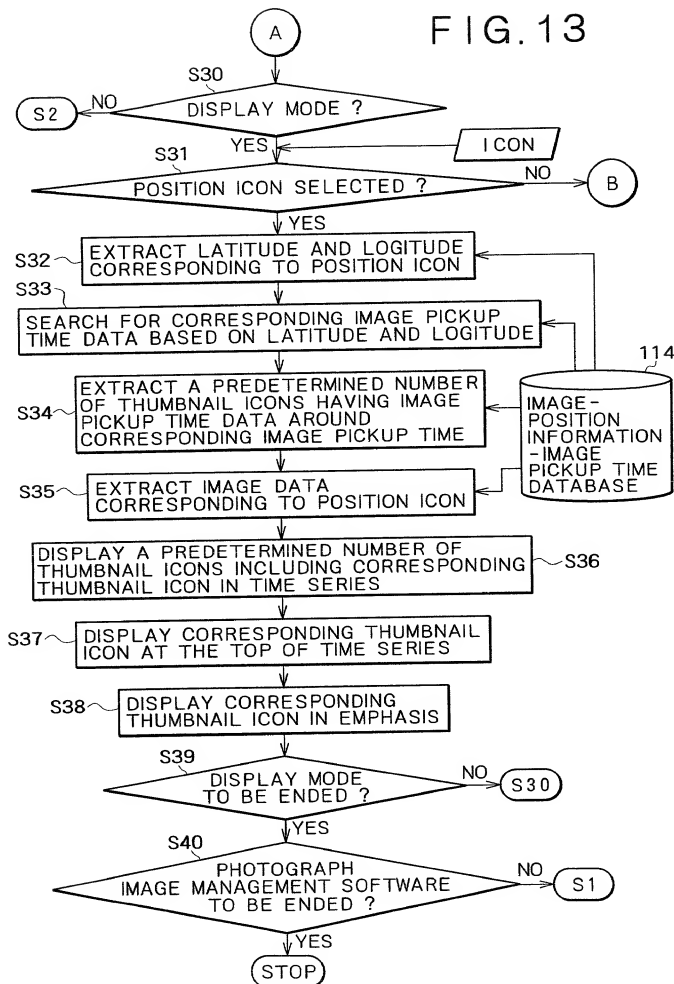 FIG. 13
A
S30
DISPLAY MODE ?
NO
S2
YES
ICON
S31
POSITION ICON SELECTED ?
NO
B
YES
S32
EXTRACT LATITUDE AND LOGITUDE
CORRESPONDING TO POSITION ICON
S33
SEARCH FOR CORRESPONDING IMAGE PICKUP
TIME DATA BASED ON LATITUDE AND LOGITUDE
114
IMAGE-
POSITION
INFORMATION
-IMAGE
PICKUP TIME
DATABASE
S34
EXTRACT A PREDETERMINED NUMBER
OF THUMBNAIL ICONS HAVING IMAGE
PICKUP TIME DATA AROUND
CORRESPONDING IMAGE PICKUP TIME
S35
EXTRACT IMAGE DATA
CORRESPONDING TO POSITION ICON
DISPLAY A PREDETERMINED NUMBER OF
THUMBNAIL ICONS INCLUDING CORRESPONDING
THUMBNAIL ICON IN TIME SERIES
S36
S37
DISPLAY CORRESPONDING THUMBNAIL
ICON AT THE TOP OF TIME SERIES
S38
DISPLAY CORRESPONDING
THUMBNAIL ICON IN EMPHASIS
S39
DISPLAY MODE
TO BE ENDED ?
NO
S30
YES
S40
PHOTOGRAPH
IMAGE MANAGEMENT SOFTWARE
TO BE ENDED ?
NO
S1
YES
STOP